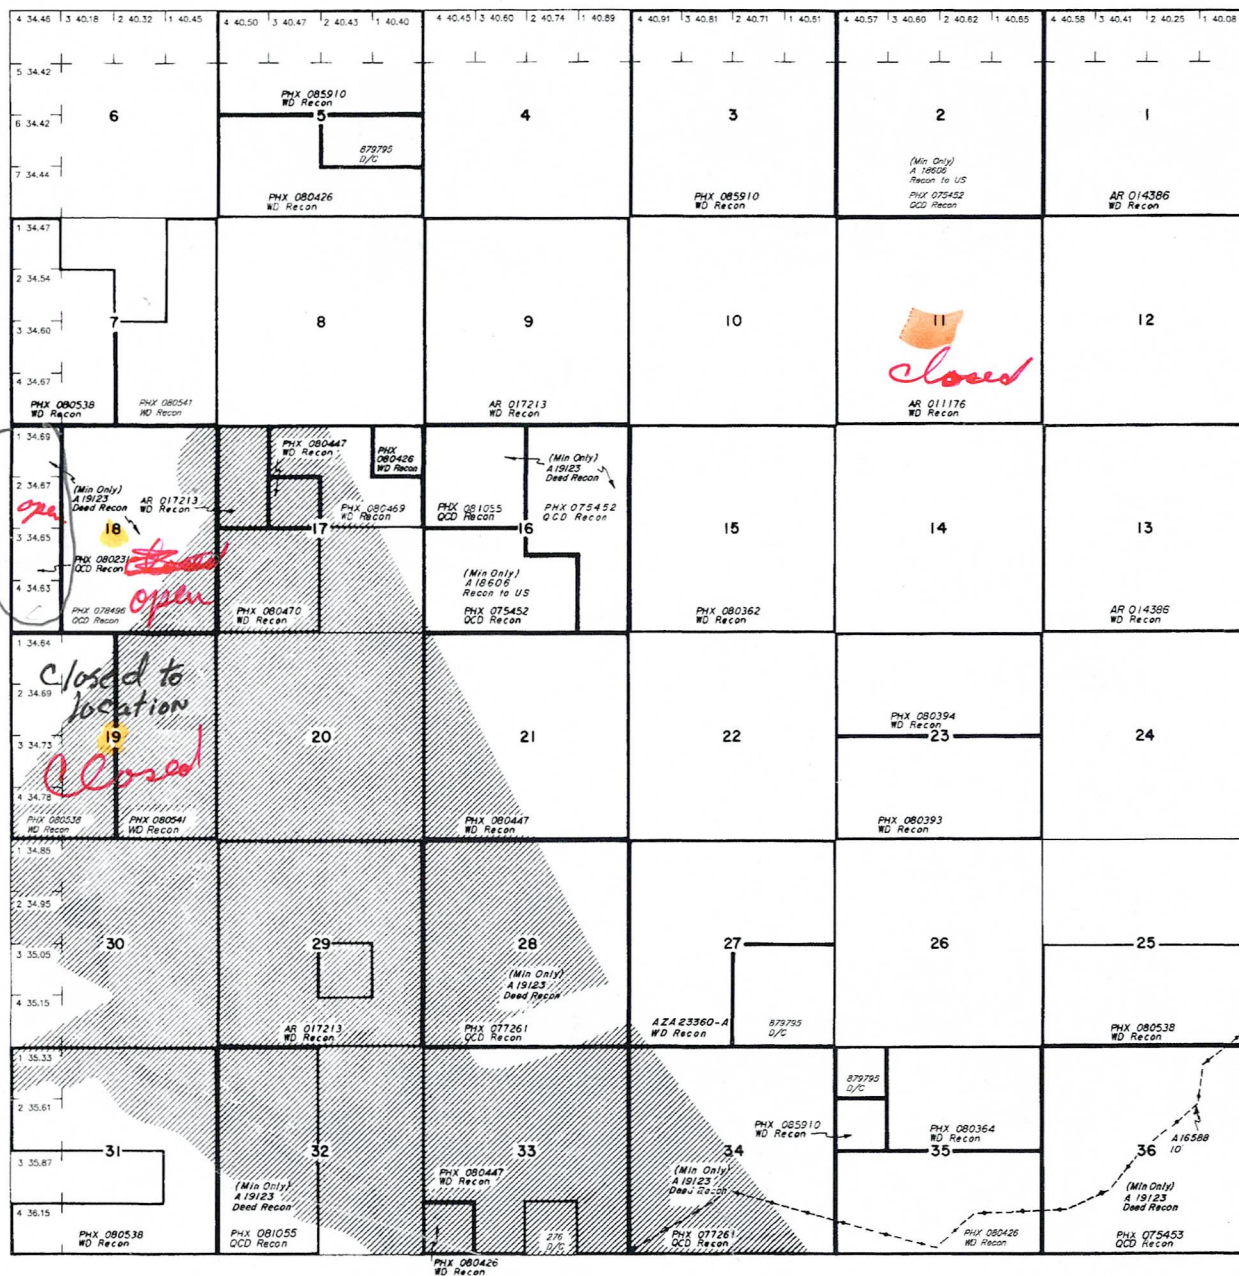 4 34.46 3 40.18 2 40.32 1 40.45 4 40.50 3 40.47 2 40.43 1 40.40 4 40.45 3 40.60 2 40.74 1 40.89 4 40.91 3 40.81 2 40.71 1 40.61 4 40.57 3 40.60 2 40.62 1 40.65 4 40.58 3 40.41 2 40.25 1 40.08
5 34.42
6 34.42
7 34.44
6
PHX 085910
WD Recon
5
879795
D/C
PHX 080426
WD Recon
4
3
PHX 085910
WD Recon
2
(Min Only)
A 18606
Recon to US
PHX 075452
QCD Recon
1
AR 014386
WD Recon
1 34.47
2 34.54
3 34.60
4 34.67
7
PHX 080538
WD Recon
PHX 080541
WD Recon
8
9
AR 017213
WD Recon
10
11
closed
AR 011176
WD Recon
12
1 34.69
2 34.67
3 34.65
4 34.63
open
(Min Only)
A 19123
Deed Recon
AR 017213
WD Recon
18
PHX 080231
QCD Recon
open
PHX 078496
QCD Recon
PHX 080447
WD Recon
PHX
080426
WD Recon
PHX 080469
WD Recon
17
PHX 080470
WD Recon
(Min Only)
A 19123
Deed Recon
PHX 081055
QCD Recon
PHX 075452
QCD Recon
16
(Min Only)
A 18606
Recon to US
PHX 075452
QCD Recon
15
PHX 080362
WD Recon
14
13
AR 014386
WD Recon
1 34.64
2 34.69
3 34.73
4 34.78
Closed to
Location
19
Closed
PHX 080538
WD Recon
PHX 080541
WD Recon
20
21
PHX 080447
WD Recon
22
PHX 080394
WD Recon
23
PHX 080393
WD Recon
24
1 34.85
2 34.95
3 35.05
4 35.15
30
29
AR 017213
WD Recon
28
(Min Only)
A 19123
Deed Recon
PHX 077261
QCD Recon
27
AZA 23360-A
WD Recon
879795
D/C
26
25
PHX 080538
WD Recon
1 35.33
2 35.61
3 35.87
4 36.15
31
PHX 080538
WD Recon
32
(Min Only)
A 19123
Deed Recon
PHX 081055
QCD Recon
33
PHX 080447
WD Recon
276
D/C
PHX 080426
WD Recon
34
(Min Only)
A 19123
Deed Recon
PHX 077261
QCD Recon
879795
D/C
PHX 085910
WD Recon
PHX 080364
WD Recon
35
PHX 080426
WD Recon
A 16588
10
36
(Min Only)
A 19123
Deed Recon
PHX 075453
QCD Recon